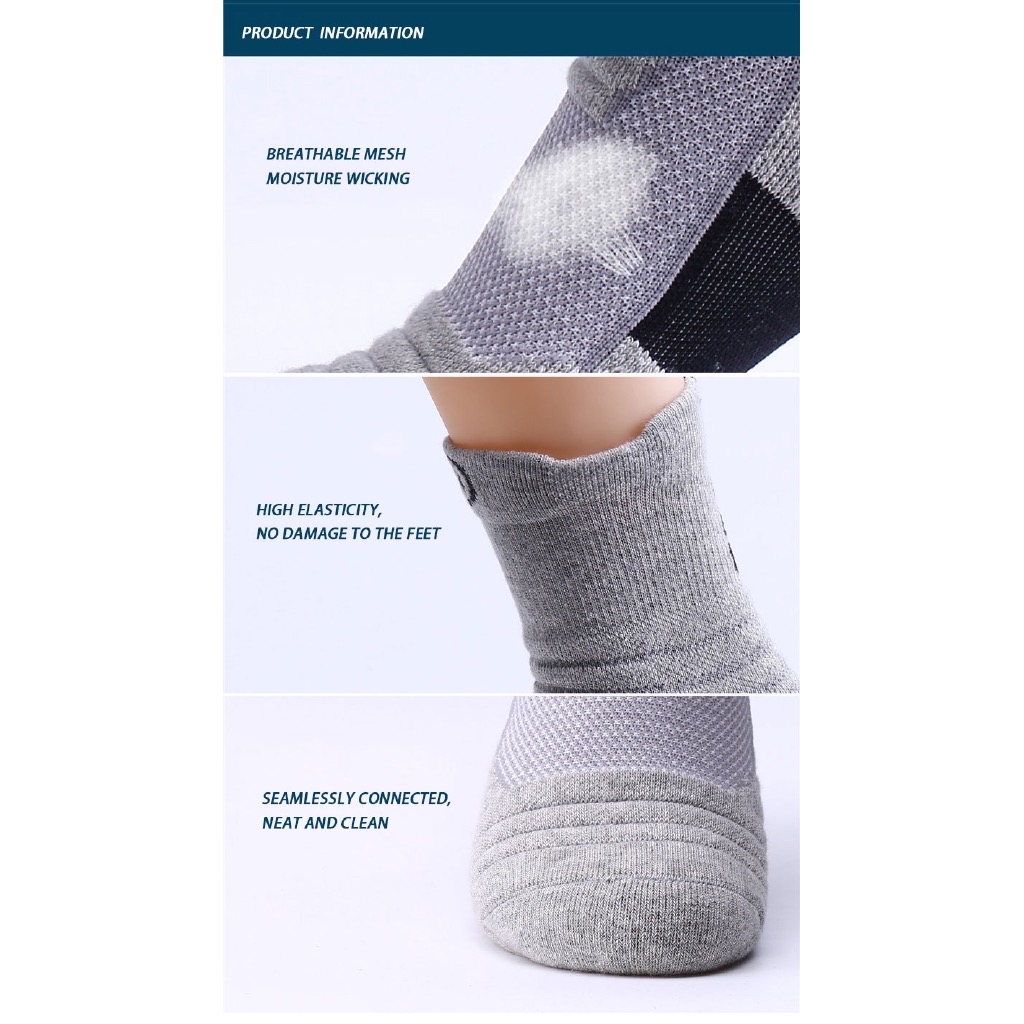 PRODUCT INFORMATION
BREATHABLE MESH
MOISTURE WICKING
HIGH ELASTICITY,
NO DAMAGE TO THE FEET
SEAMLESSLY CONNECTED,
NEAT AND CLEAN